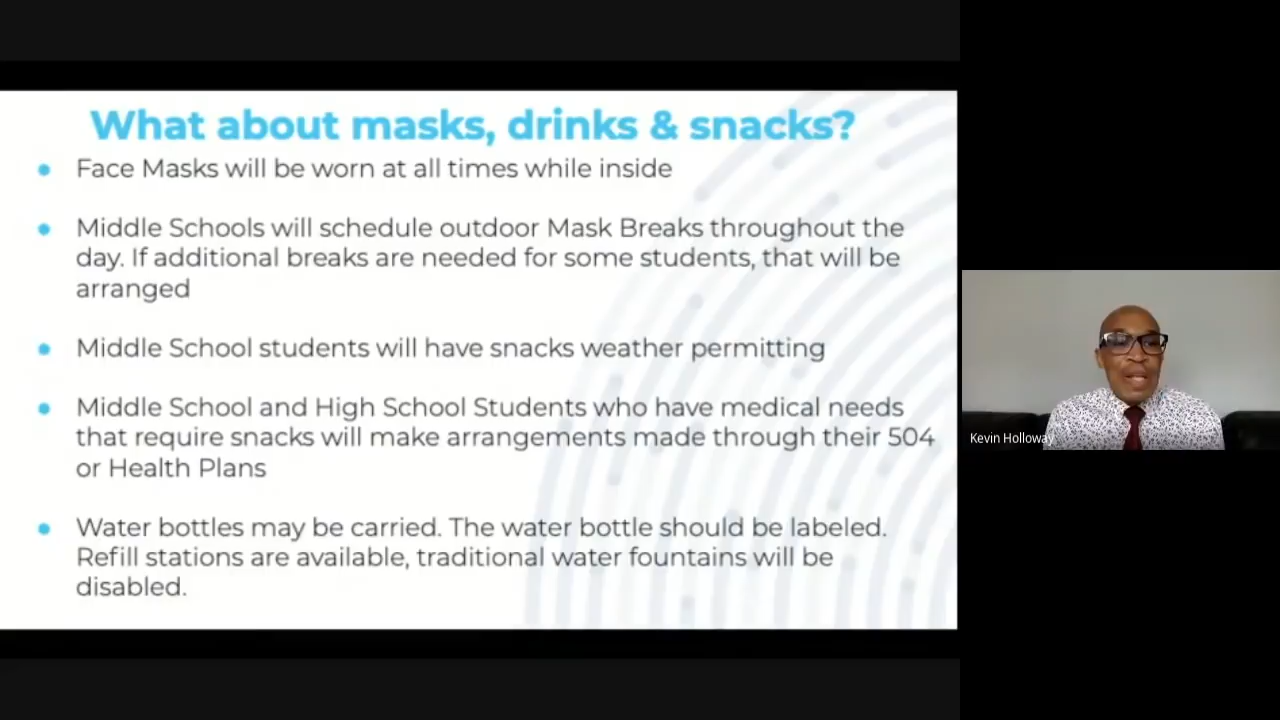 What about masks, drinks & snacks?
Face Masks will be worn at all times while inside
Middle Schools will schedule outdoor Mask Breaks throughout the
day. If additional breaks are needed for some students, that will be
arranged
Middle School students will have snacks weather permitting
Middle School and High School Students who have medical needs
that require snacks will make arrangements made through their 504
or Health Plans
Water bottles may be carried. The water bottle should be labeled.
Refill stations are available, traditional water fountains will be
disabled.
Kevin Holloway